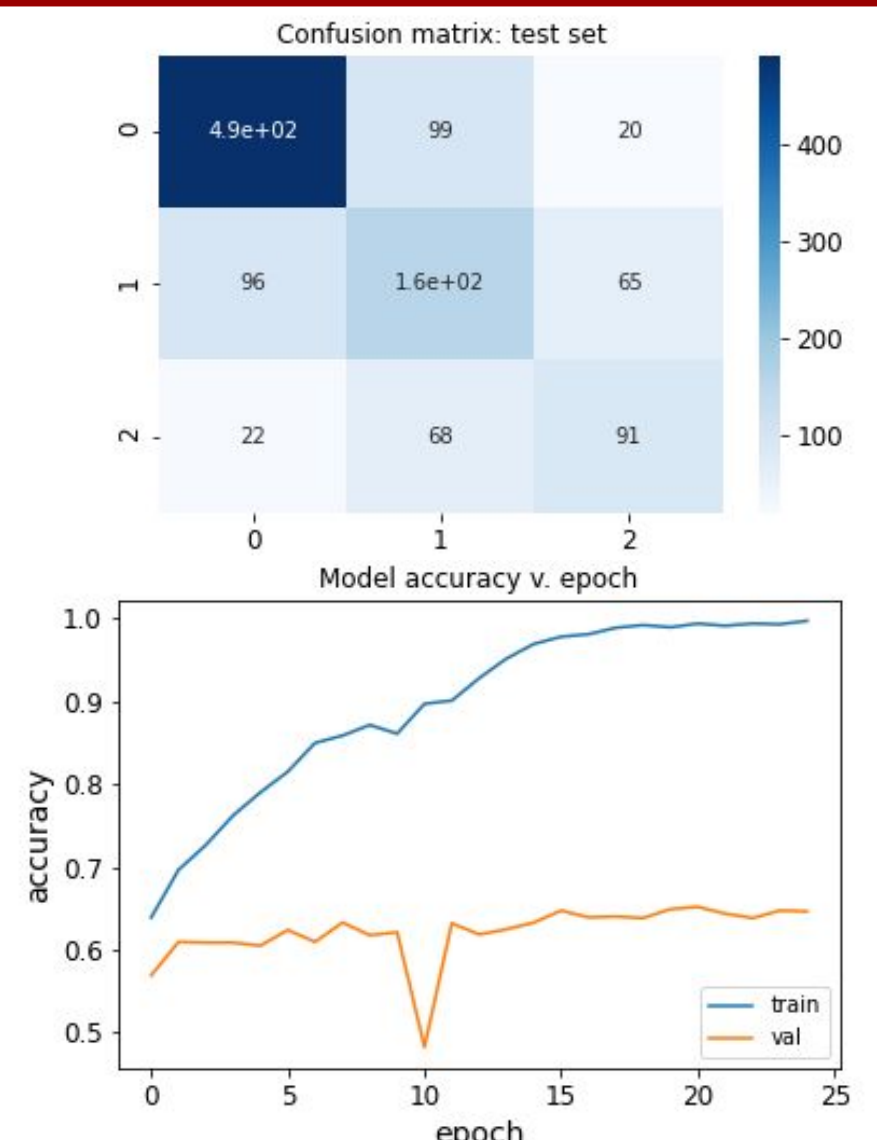 Confusion matrix: test set
0 4.9e+02 99 20
1 96 1.6e+02 65
2 22 68 91
0 1 2
400
300
200
100
Model accuracy v. epoch
accuracy
1.0
0.9
0.8
0.7
0.6
0.5
train
val
0 5 10 15 20 25
epoch